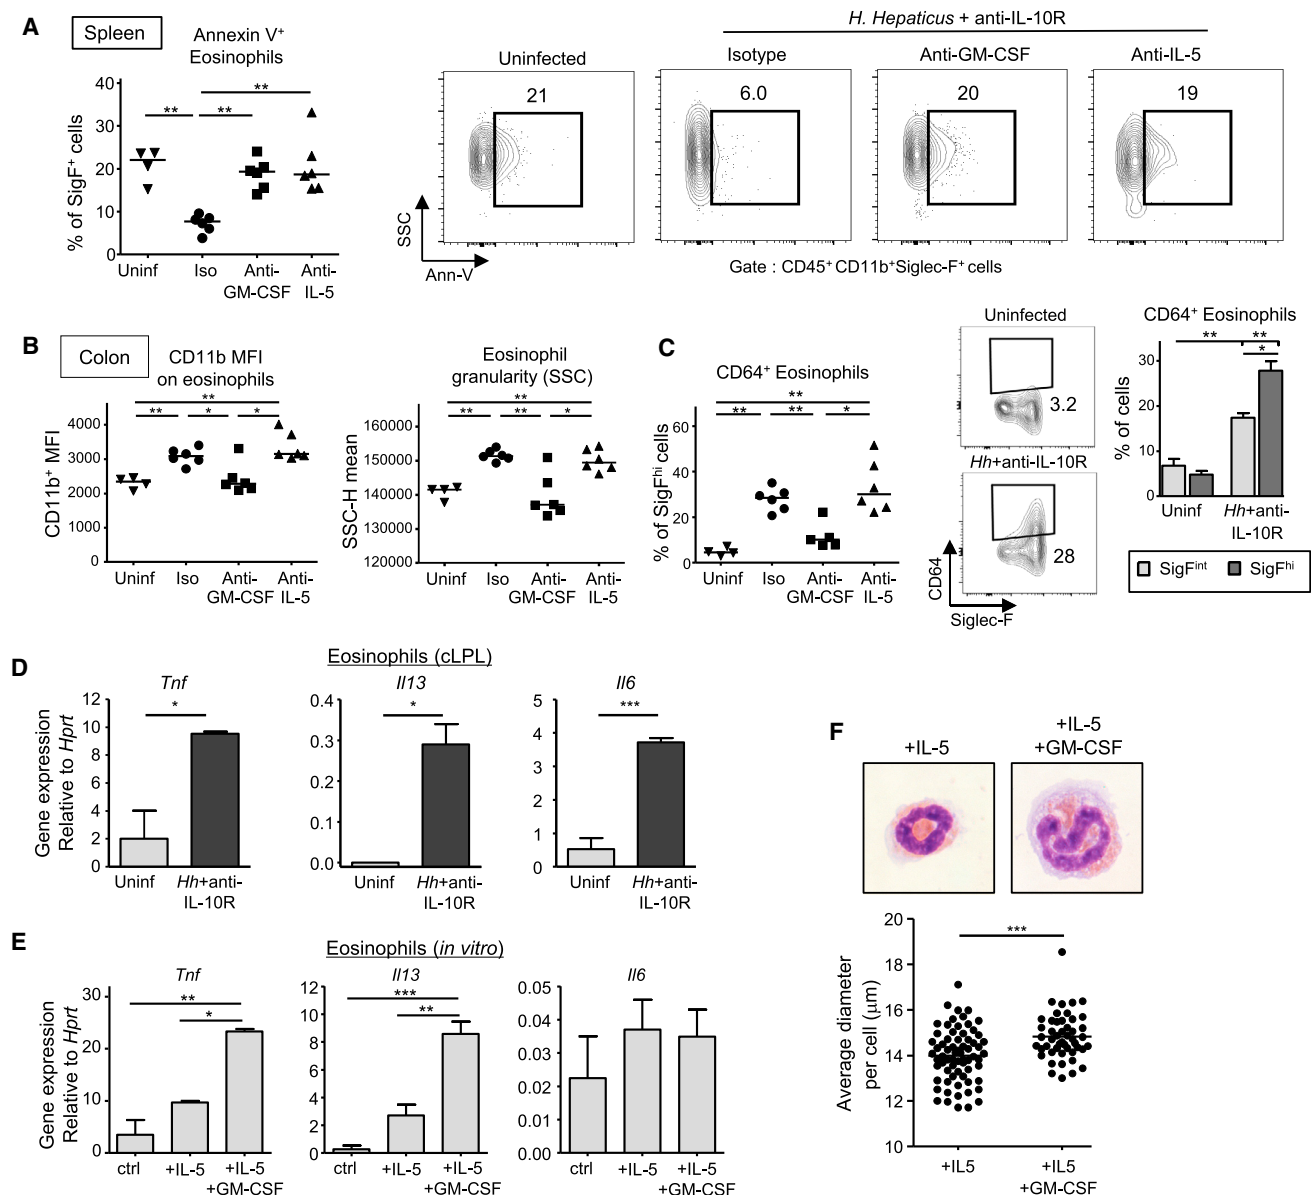 A
Spleen
Annexin V⁺
Eosinophils
% of SigF⁺ cells
40
30
20
10
0
**
**
**
Uninf
Iso
Anti-
GM-CSF
Anti-
IL-5
H. Hepaticus + anti-IL-10R
Uninfected
Isotype
Anti-GM-CSF
Anti-IL-5
21
6.0
20
19
SSC
Ann-V
Gate : CD45⁺CD11b⁺Siglec-F⁺cells
B
Colon
CD11b MFI
on eosinophils
CD11b⁺ MFI
4000
3000
2000
1000
0
**
**
*
*
Uninf
Iso
Anti-
GM-CSF
Anti-
IL-5
Eosinophil
granularity (SSC)
SSC-H mean
160000
150000
140000
130000
120000
**
**
**
*
Uninf
Iso
Anti-
GM-CSF
Anti-
IL-5
C
CD64⁺ Eosinophils
% of SigFʰⁱ cells
60
40
20
0
**
**
**
*
Uninf
Iso
Anti-
GM-CSF
Anti-
IL-5
Uninfected
3.2
Hh+anti-IL-10R
28
CD64
Siglec-F
CD64⁺ Eosinophils
**
**
*
% of cells
30
20
10
0
Uninf
Hh+anti-
IL-10R
SigFⁱⁿᵗ
SigFʰⁱ
D
Eosinophils (cLPL)
Gene expression
Relative to Hprt
Tnf
12
10
8
6
4
2
0
*
Uninf
Hh+anti-
IL-10R
Il13
0.4
0.3
0.2
0.1
0.0
*
Uninf
Hh+anti-
IL-10R
Il6
5
4
3
2
1
0
***
Uninf
Hh+anti-
IL-10R
E
Eosinophils (in vitro)
Gene expression
Relative to Hprt
Tnf
30
20
10
0
**
*
ctrl
+IL-5
+IL-5
+GM-CSF
Il13
12
10
8
6
4
2
0
***
**
ctrl
+IL-5
+IL-5
+GM-CSF
Il6
0.05
0.04
0.03
0.02
0.01
0.00
ctrl
+IL-5
+IL-5
+GM-CSF
F
+IL-5
+IL-5
+GM-CSF
Average diameter
per cell (μm)
20
18
16
14
12
10
***
+IL5
+IL5
+GM-CSF